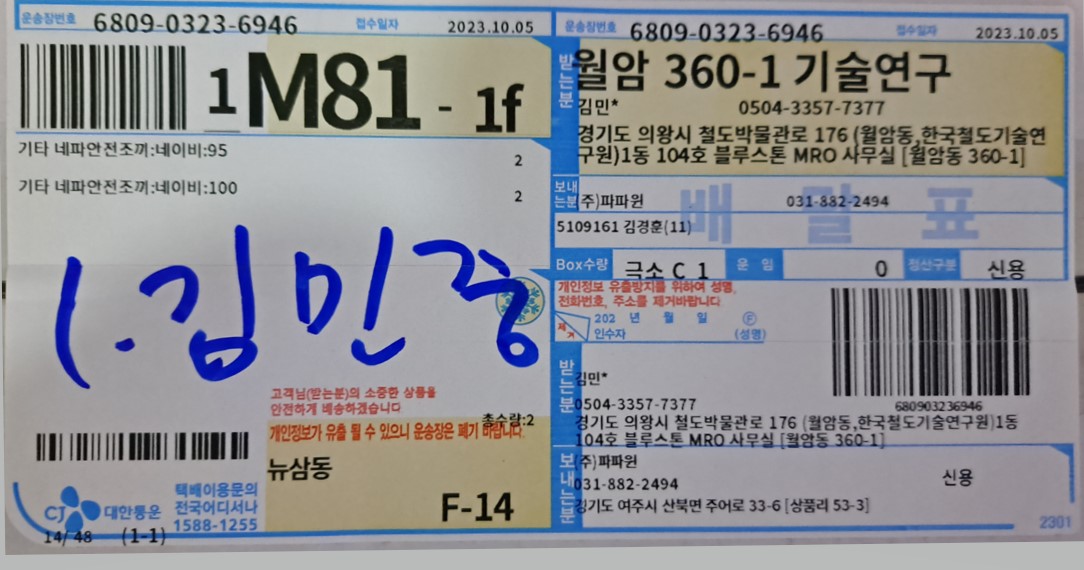 운송장번호 6809-0323-6946 접수일자 2023.10.05
1 M81 - 1f
기타 네파안전조끼:네이비:95 2
기타 네파안전조끼:네이비:100 2
1. 김민중
고객님(받는분)의 소중한 상품을
안전하게 배송하겠습니다
총수량:2
개인정보가 유출 될 수 있으니 운송장은 폐기 바랍니다.
뉴삼동
F-14
CJ 대한통운
택배이용문의
전국어디서나
1588-1255
14/48 (1-1)
운송장번호 6809-0323-6946 접수일자 2023.10.05
받는분
월암 360-1 기술연구
김민* 0504-3357-7377
경기도 의왕시 철도박물관로 176 (월암동,한국철도기술연
구원)1동 104호 블루스톤 MRO 사무실 [월암동 360-1]
보내는분 (주)파파원 031-882-2494
배달표
5109161 김경훈(11)
Box수량 극소 C 1 운임 0 정산구분 신용
개인정보 유출방지를 위하여 성명,
전화번호, 주소를 제거바랍니다.
제거
202 년 월 일 F
인수자 (성명)
680903236946
받는분
김민*
0504-3357-7377
경기도 의왕시 철도박물관로 176 (월암동,한국철도기술연구원)1동
104호 블루스톤 MRO 사무실 [월암동 360-1]
보내는분
(주)파파원
031-882-2494 신용
경기도 여주시 산북면 주어로 33-6 [상품리 53-3]
2301